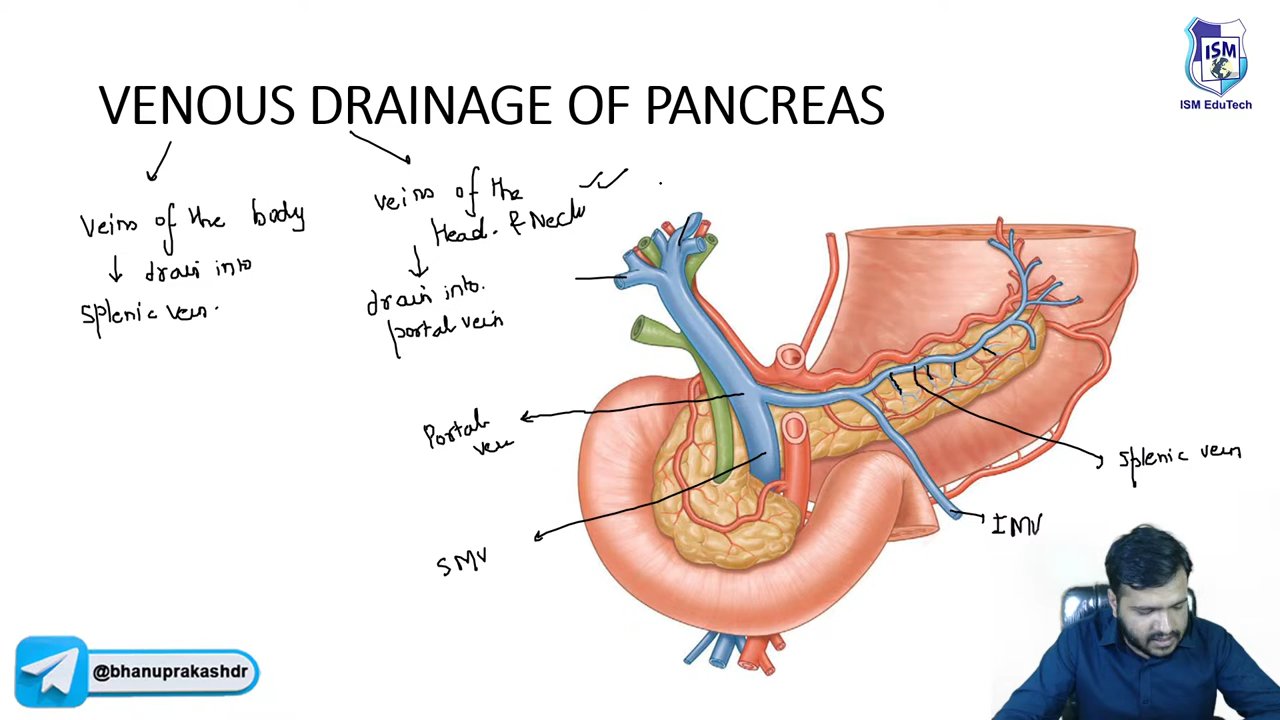 ISM
ISM EduTech
VENOUS DRAINAGE OF PANCREAS
Veins of the body
drain into
Splenic vein.
Veins of the
Head & Neck
drain into.
portal vein
Portal
vein
SMV
Splenic vein
IMV
@bhanuprakashdr